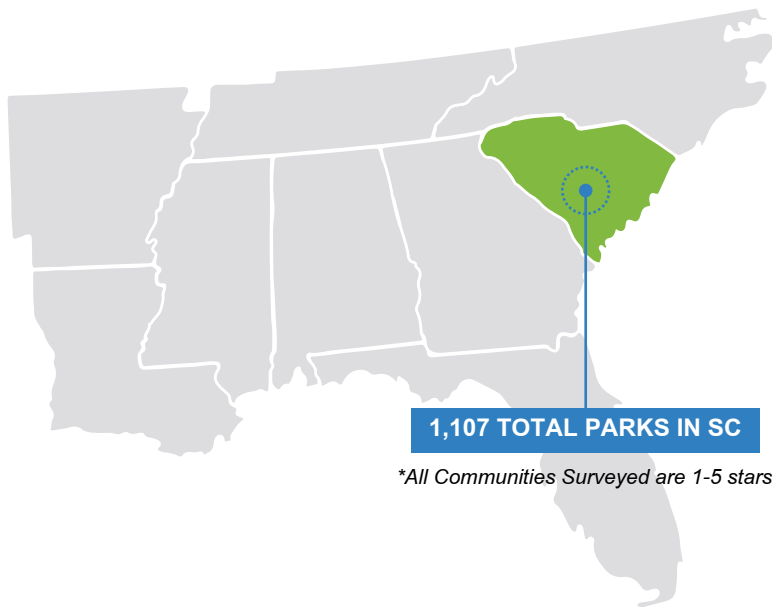 1,107 TOTAL PARKS IN SC
*All Communities Surveyed are 1-5 stars